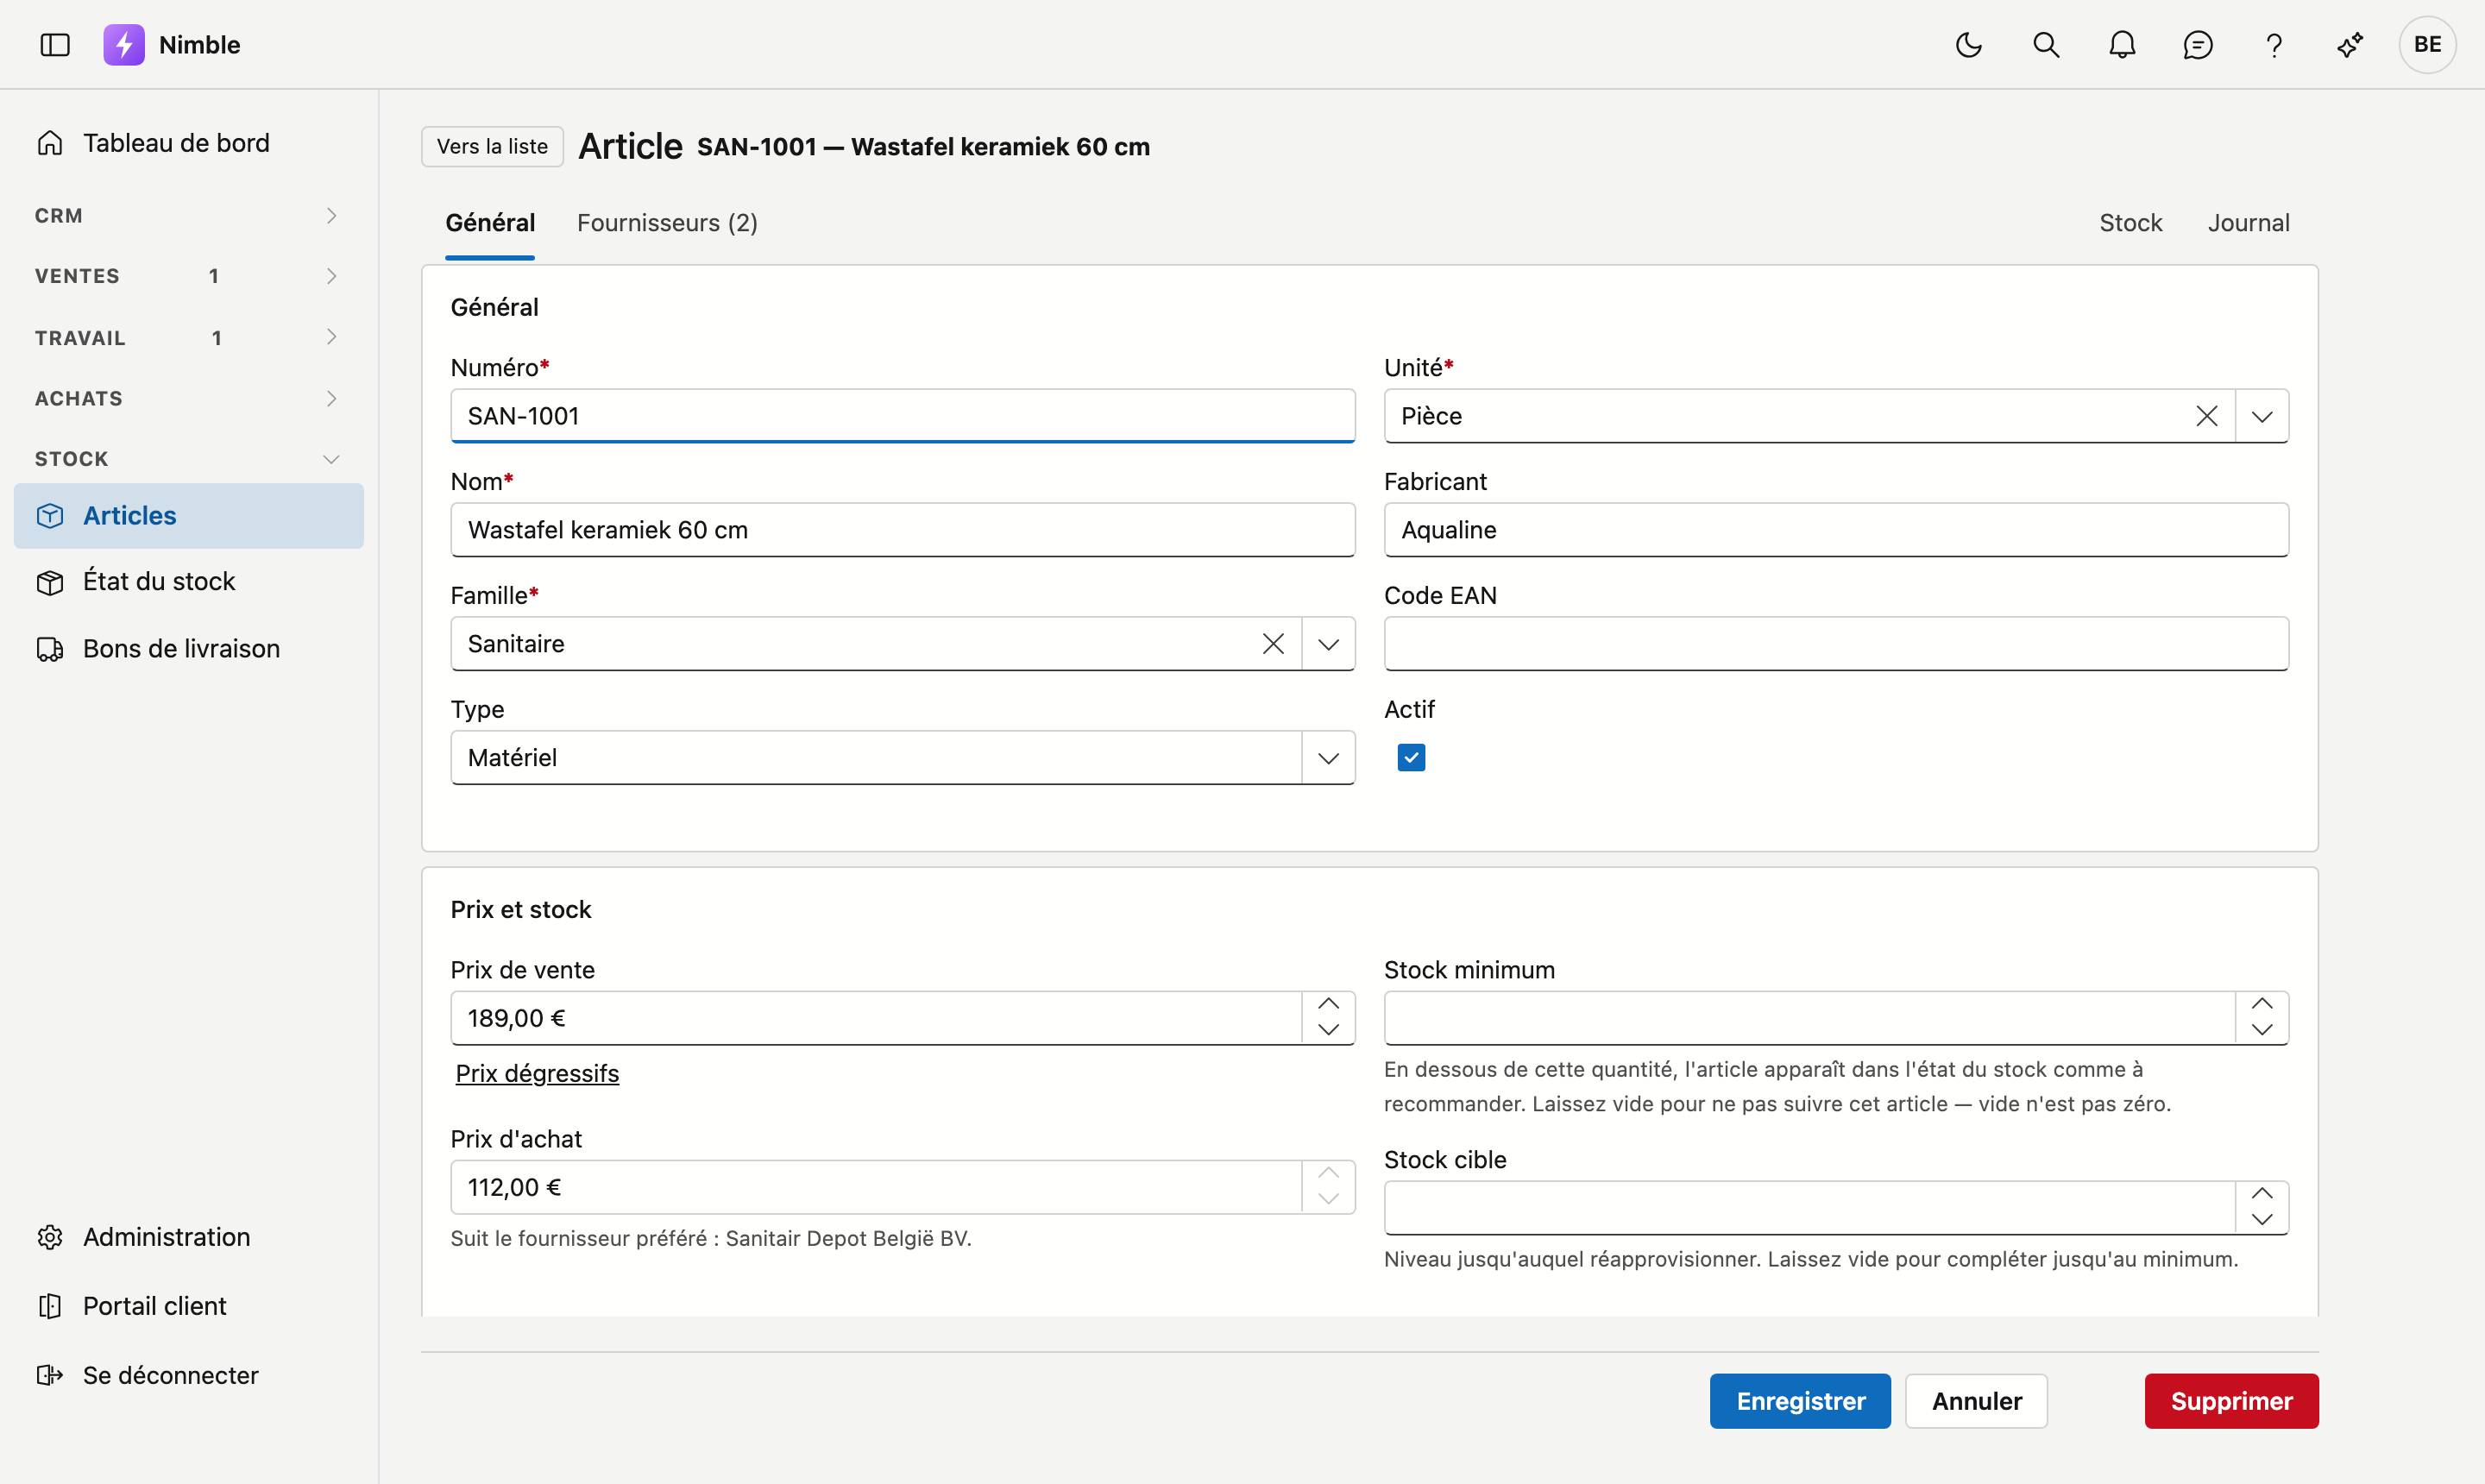 Nimble
BE
Tableau de bord
CRM
VENTES 1
TRAVAIL 1
ACHATS
STOCK
Articles
État du stock
Bons de livraison
Administration
Portail client
Se déconnecter
Vers la liste Article SAN-1001 — Wastafel keramiek 60 cm
Général Fournisseurs (2) Stock Journal
Général
Numéro*
SAN-1001
Unité*
Pièce
Nom*
Wastafel keramiek 60 cm
Fabricant
Aqualine
Famille*
Sanitaire
Code EAN
Type
Matériel
Actif
Prix et stock
Prix de vente
189,00 €
Prix dégressifs
Prix d'achat
112,00 €
Suit le fournisseur préféré : Sanitair Depot België BV.
Stock minimum
En dessous de cette quantité, l'article apparaît dans l'état du stock comme à
recommander. Laissez vide pour ne pas suivre cet article — vide n'est pas zéro.
Stock cible
Niveau jusqu'auquel réapprovisionner. Laissez vide pour compléter jusqu'au minimum.
Enregistrer Annuler Supprimer